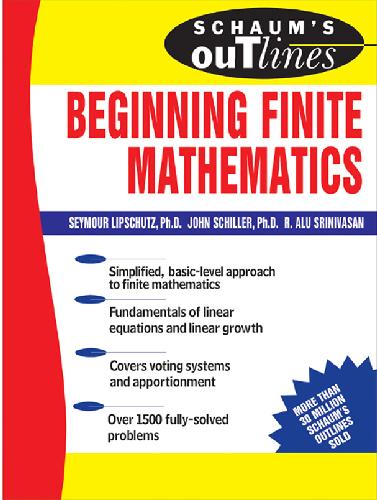 SCHAUM'S
ouTlines
BEGINNING FINITE
MATHEMATICS
SEYMOUR LIPSCHUTZ, Ph.D. JOHN SCHILLER, Ph.D. R. ALU SRINIVASAN
Simplified, basic-level approach
to finite mathematics
Fundamentals of linear
equations and linear growth
Covers voting systems
and apportionment
Over 1500 fully-solved
problems
MORE THAN
30 MILLION
SCHAUM'S
OUTLINES
SOLD